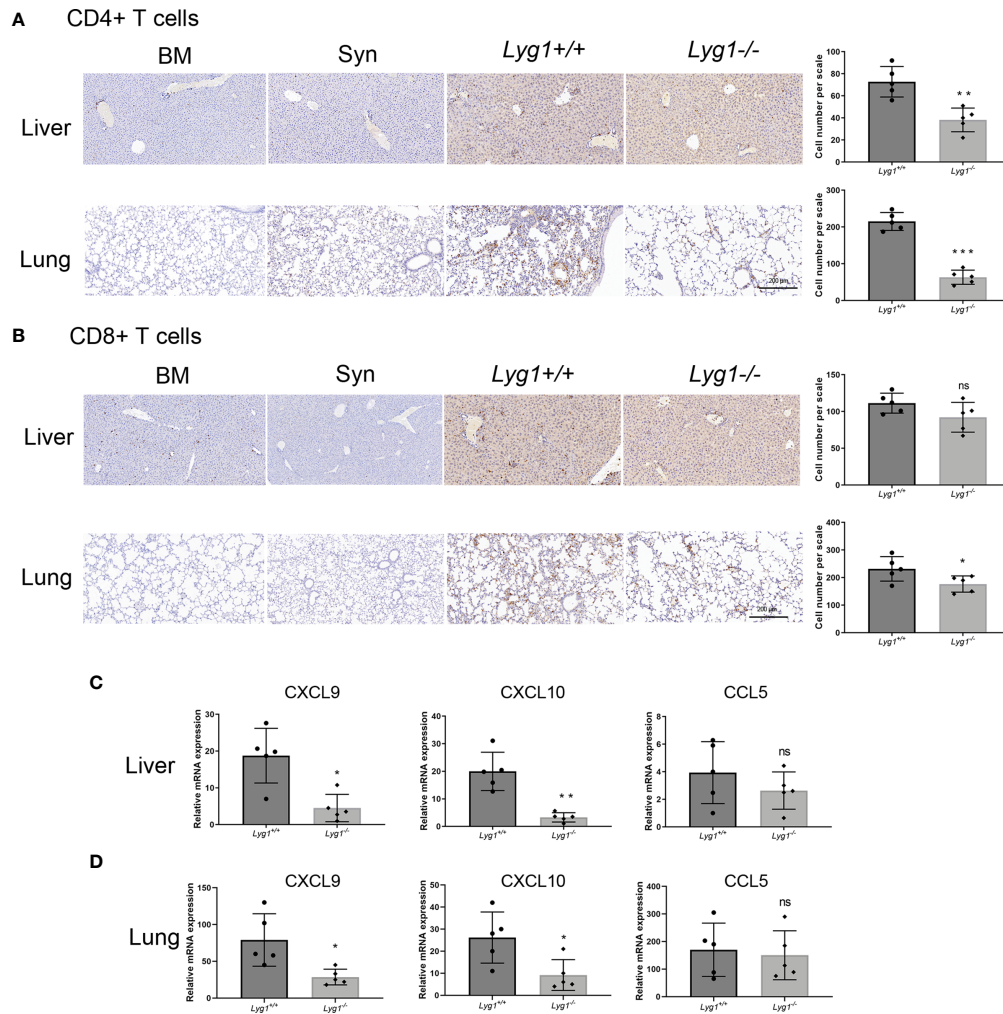 A CD4+ T cells
BM Syn Lyg1+/+ Lyg1-/-
Liver
Cell number per scale
100
80
60
40
20
0
**
Lyg1+/+ Lyg1-/-
Lung
200 μm
Cell number per scale
300
200
100
0
***
Lyg1+/+ Lyg1-/-
B CD8+ T cells
BM Syn Lyg1+/+ Lyg1-/-
Liver
Cell number per scale
150
100
50
0
ns
Lyg1+/+ Lyg1-/-
Lung
200 μm
Cell number per scale
400
300
200
100
0
*
Lyg1+/+ Lyg1-/-
C
Liver
CXCL9
Relative mRNA expression
30
20
10
0
*
Lyg1+/+ Lyg1-/-
CXCL10
Relative mRNA expression
40
30
20
10
0
**
Lyg1+/+ Lyg1-/-
CCL5
Relative mRNA expression
8
6
4
2
0
ns
Lyg1+/+ Lyg1-/-
D
Lung
CXCL9
Relative mRNA expression
150
100
50
0
*
Lyg1+/+ Lyg1-/-
CXCL10
Relative mRNA expression
50
40
30
20
10
0
*
Lyg1+/+ Lyg1-/-
CCL5
Relative mRNA expression
400
300
200
100
0
ns
Lyg1+/+ Lyg1-/-